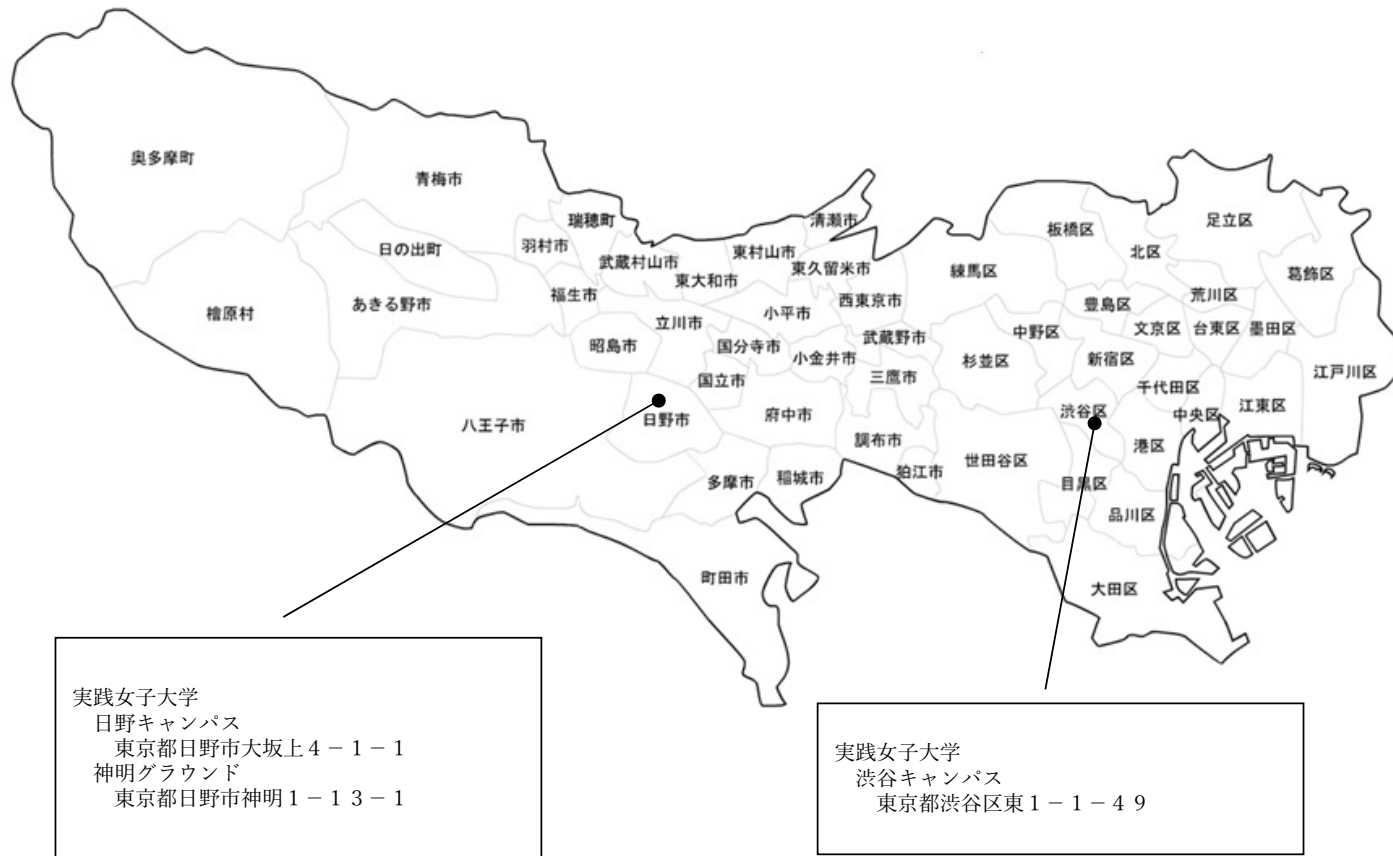 奥多摩町
青梅市
瑞穂町
清瀬市
足立区
板橋区
羽村市
日の出町
武蔵村山市
東村山市
北区
東大和市
東久留米市
練馬区
葛飾区
檜原村
あきる野市
福生市
西東京市
豊島区
荒川区
立川市
小平市
文京区
台東区
墨田区
中野区
武蔵野市
昭島市
国分寺市
小金井市
杉並区
新宿区
江戸川区
国立市
三鷹市
千代田区
八王子市
日野市
府中市
渋谷区
中央区
江東区
調布市
世田谷区
港区
狛江市
多摩市
稲城市
目黒区
品川区
町田市
大田区
実践女子大学
日野キャンパス
東京都日野市大坂上4－1－1
神明グラウンド
東京都日野市神明1－13－1
実践女子大学
渋谷キャンパス
東京都渋谷区東1－1－49